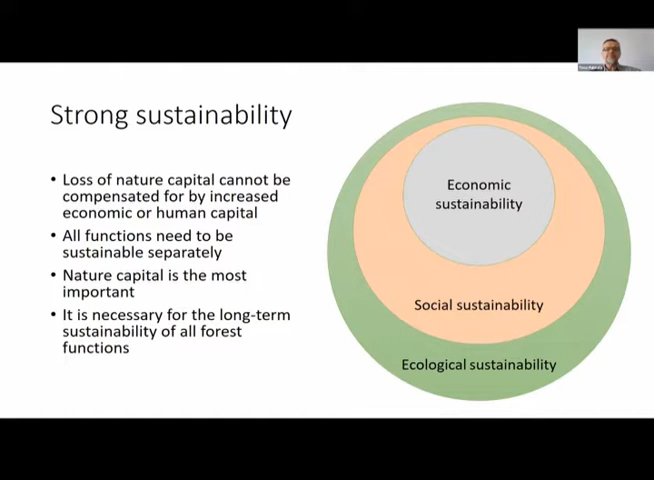 Strong sustainability
• Loss of nature capital cannot be
compensated for by increased
economic or human capital
• All functions need to be
sustainable separately
• Nature capital is the most
important
• It is necessary for the long-term
sustainability of all forest
functions
Economic
sustainability
Social sustainability
Ecological sustainability